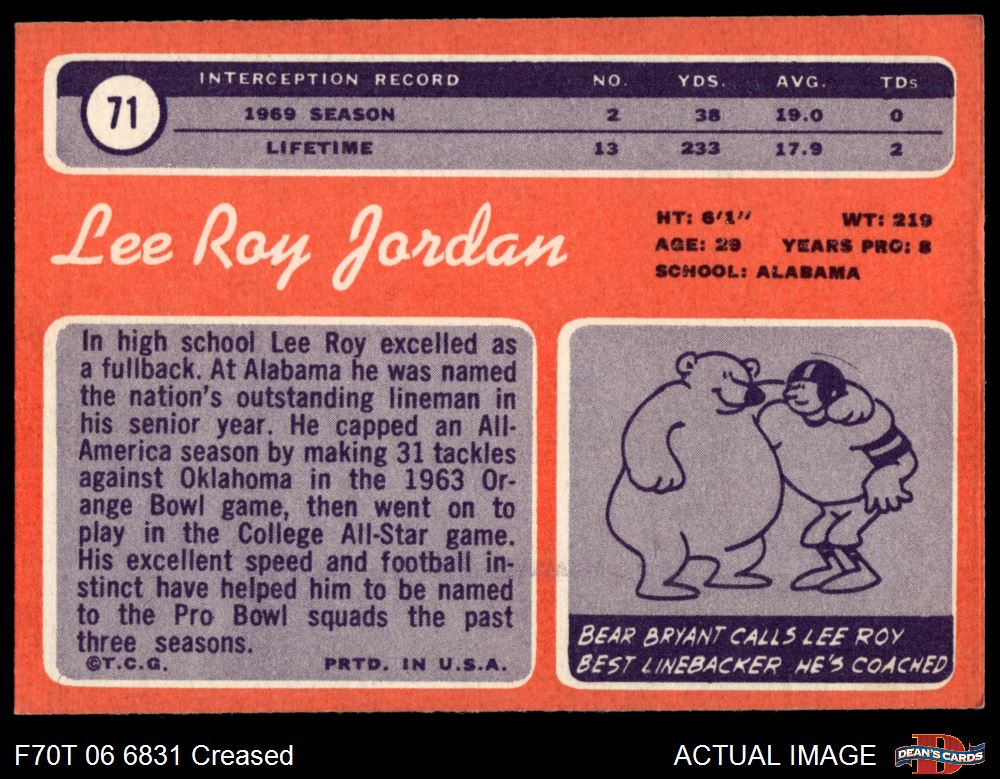 71
INTERCEPTION RECORD NO. YDS. AVG. TDs
1969 SEASON 2 38 19.0 0
LIFETIME 13 233 17.9 2
Lee Roy Jordan
HT: 6'1" WT: 219
AGE: 29 YEARS PRO: 8
SCHOOL: ALABAMA
In high school Lee Roy excelled as
a fullback. At Alabama he was named
the nation's outstanding lineman in
his senior year. He capped an All-
America season by making 31 tackles
against Oklahoma in the 1963 Or-
ange Bowl game, then went on to
play in the College All-Star game.
His excellent speed and football in-
stinct have helped him to be named
to the Pro Bowl squads the past
three seasons.
©T.C.G. PRTD. IN U.S.A.
BEAR BRYANT CALLS LEE ROY
BEST LINEBACKER HE'S COACHED
F70T 06 6831 Creased
ACTUAL IMAGE
DEAN'S CARDS